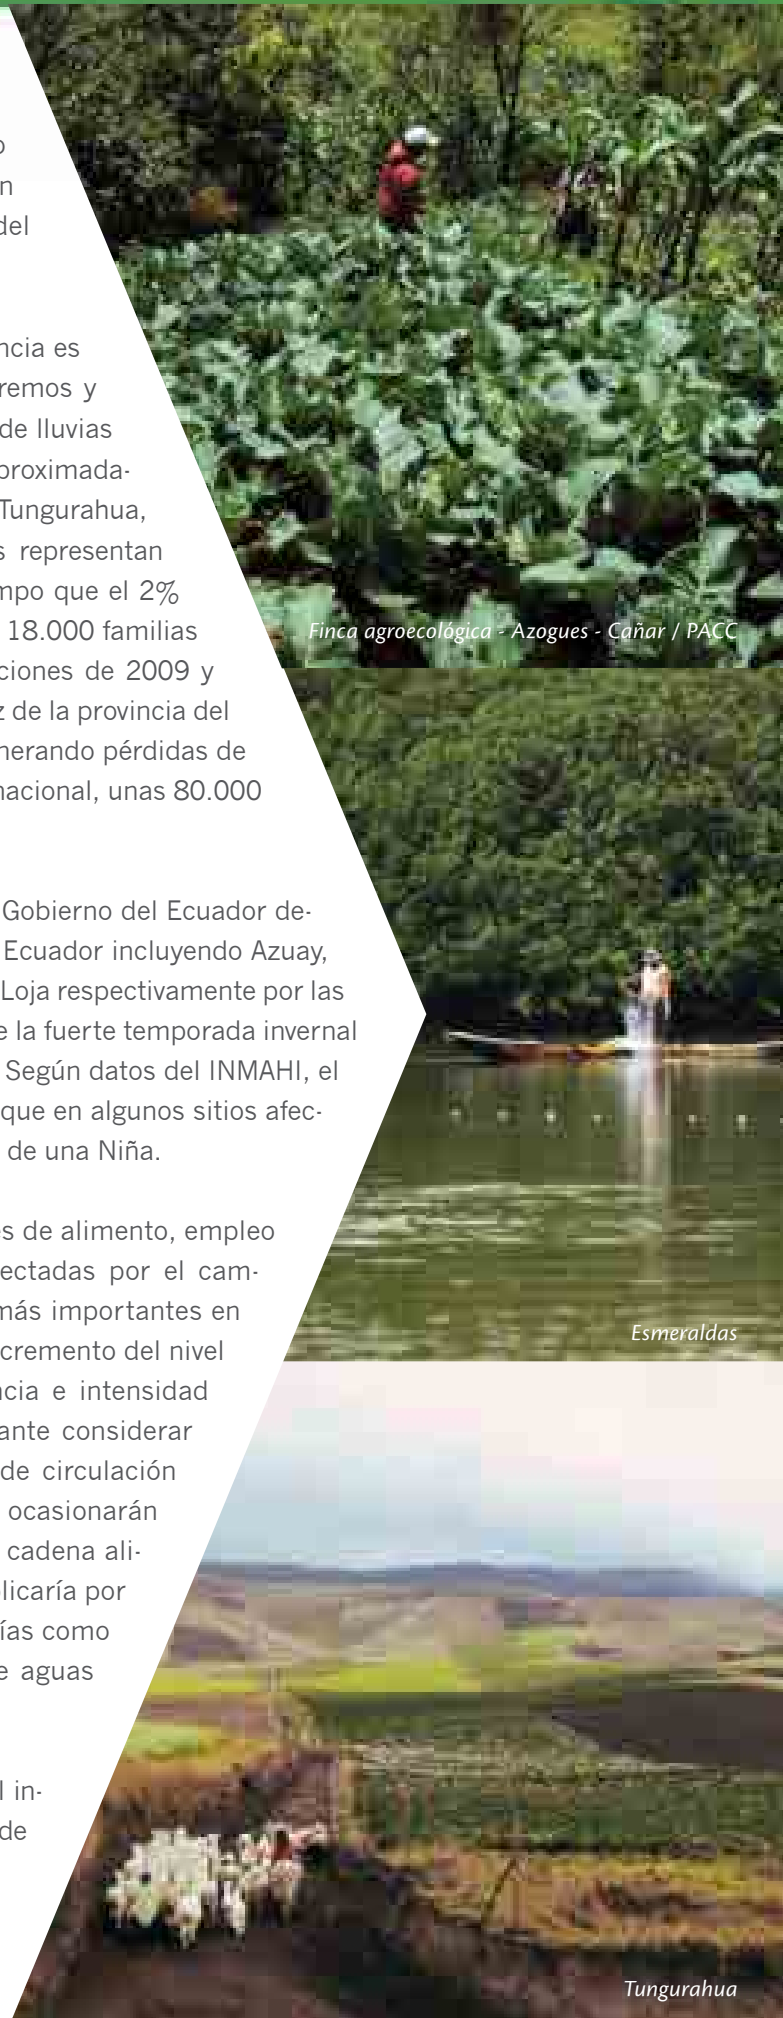 o
n
del
ncia es
remos y
de lluvias
proximada-
Tungurahua,
s representan
mpo que el 2%
18.000 familias
ciones de 2009 y
z de la provincia del
nerando pérdidas de
nacional, unas 80.000
Gobierno del Ecuador de-
Ecuador incluyendo Azuay,
Loja respectivamente por las
e la fuerte temporada invernal
Según datos del INMAHI, el
que en algunos sitios afec-
de una Niña.
es de alimento, empleo
ectadas por el cam-
más importantes en
cremento del nivel
ncia e intensidad
ante considerar
de circulación
ocasionarán
cadena ali-
plicaría por
ías como
e aguas
l in-
de
Finca agroecológica - Azogues - Cañar / PACC
Esmeraldas
Tungurahua